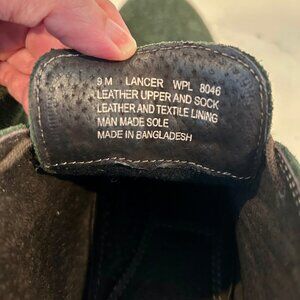 9 M LANCER WPL 8046
LEATHER UPPER AND SOCK
LEATHER AND TEXTILE LINING
MAN MADE SOLE
MADE IN BANGLADESH